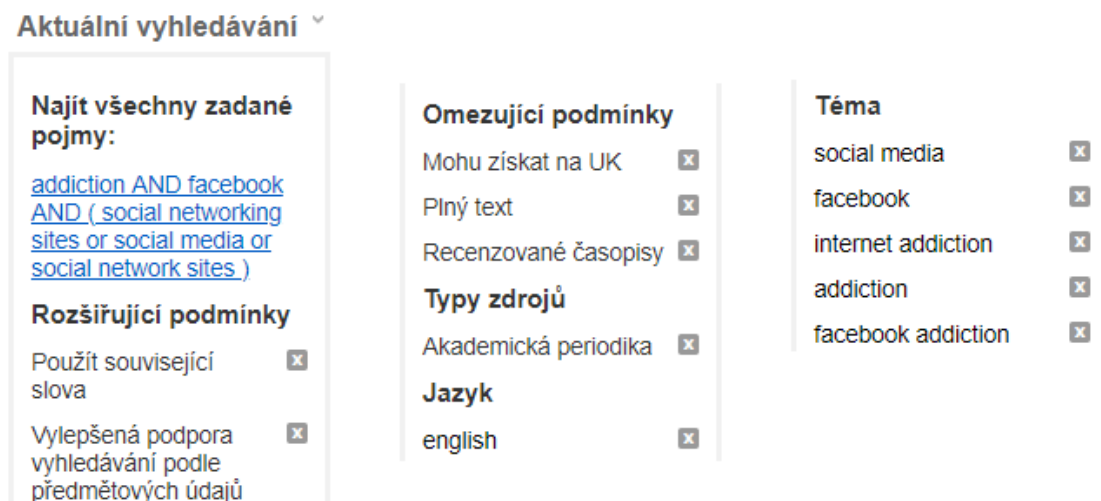 Aktuální vyhledávání
Najít všechny zadané
pojmy:
addiction AND facebook
AND ( social networking
sites or social media or
social network sites )
Rozšiřující podmínky
Použít související
slova
Vylepšená podpora
vyhledávání podle
předmětových údajů
Omezující podmínky
Mohu získat na UK
Plný text
Recenzované časopisy
Typy zdrojů
Akademická periodika
Jazyk
english
Téma
social media
facebook
internet addiction
addiction
facebook addiction